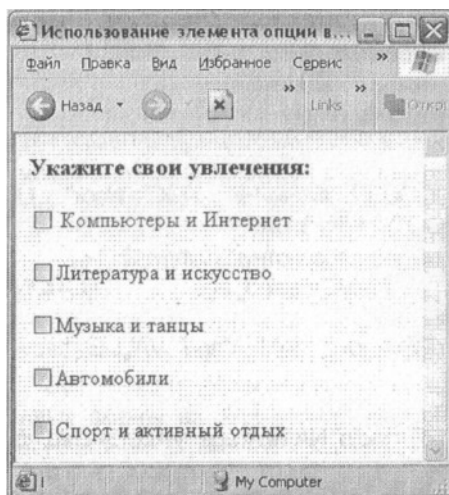 Использование элемента опции в...
Файл Правка Вид Избранное Сервис »
Назад » Links »
Укажите свои увлечения:
Компьютеры и Интернет
Литература и искусство
Музыка и танцы
Автомобили
Спорт и активный отдых
My Computer